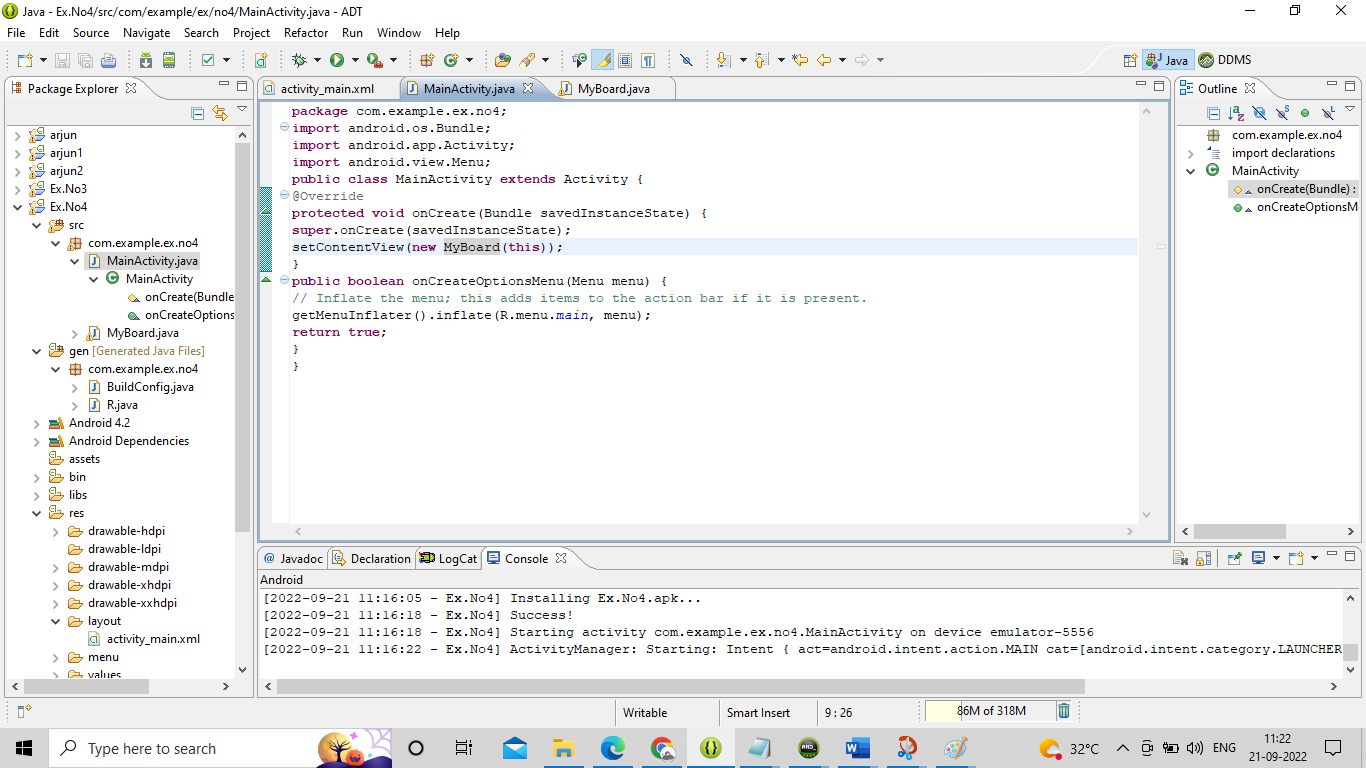 Java - Ex.No4/src/com/example/ex/no4/MainActivity.java - ADT
File Edit Source Navigate Search Project Refactor Run Window Help
Java DDMS
Package Explorer
arjun
arjun1
arjun2
Ex.No3
Ex.No4
src
com.example.ex.no4
MainActivity.java
MainActivity
onCreate(Bundle
onCreateOptions
MyBoard.java
gen [Generated Java Files]
com.example.ex.no4
BuildConfig.java
R.java
Android 4.2
Android Dependencies
assets
bin
libs
res
drawable-hdpi
drawable-ldpi
drawable-mdpi
drawable-xhdpi
drawable-xxhdpi
layout
activity_main.xml
menu
values
activity_main.xml MainActivity.java MyBoard.java
package com.example.ex.no4;
import android.os.Bundle;
import android.app.Activity;
import android.view.Menu;
public class MainActivity extends Activity {
@Override
protected void onCreate(Bundle savedInstanceState) {
super.onCreate(savedInstanceState);
setContentView(new MyBoard(this));
}
public boolean onCreateOptionsMenu(Menu menu) {
// Inflate the menu; this adds items to the action bar if it is present.
getMenuInflater().inflate(R.menu.main, menu);
return true;
}
}
Outline
com.example.ex.no4
import declarations
MainActivity
onCreate(Bundle) :
onCreateOptionsM
Javadoc Declaration LogCat Console
Android
[2022-09-21 11:16:05 - Ex.No4] Installing Ex.No4.apk...
[2022-09-21 11:16:18 - Ex.No4] Success!
[2022-09-21 11:16:18 - Ex.No4] Starting activity com.example.ex.no4.MainActivity on device emulator-5556
[2022-09-21 11:16:22 - Ex.No4] ActivityManager: Starting: Intent { act=android.intent.action.MAIN cat=[android.intent.category.LAUNCHER
Writable Smart Insert 9 : 26 86M of 318M
Type here to search
32°C ENG
11:22
21-09-2022